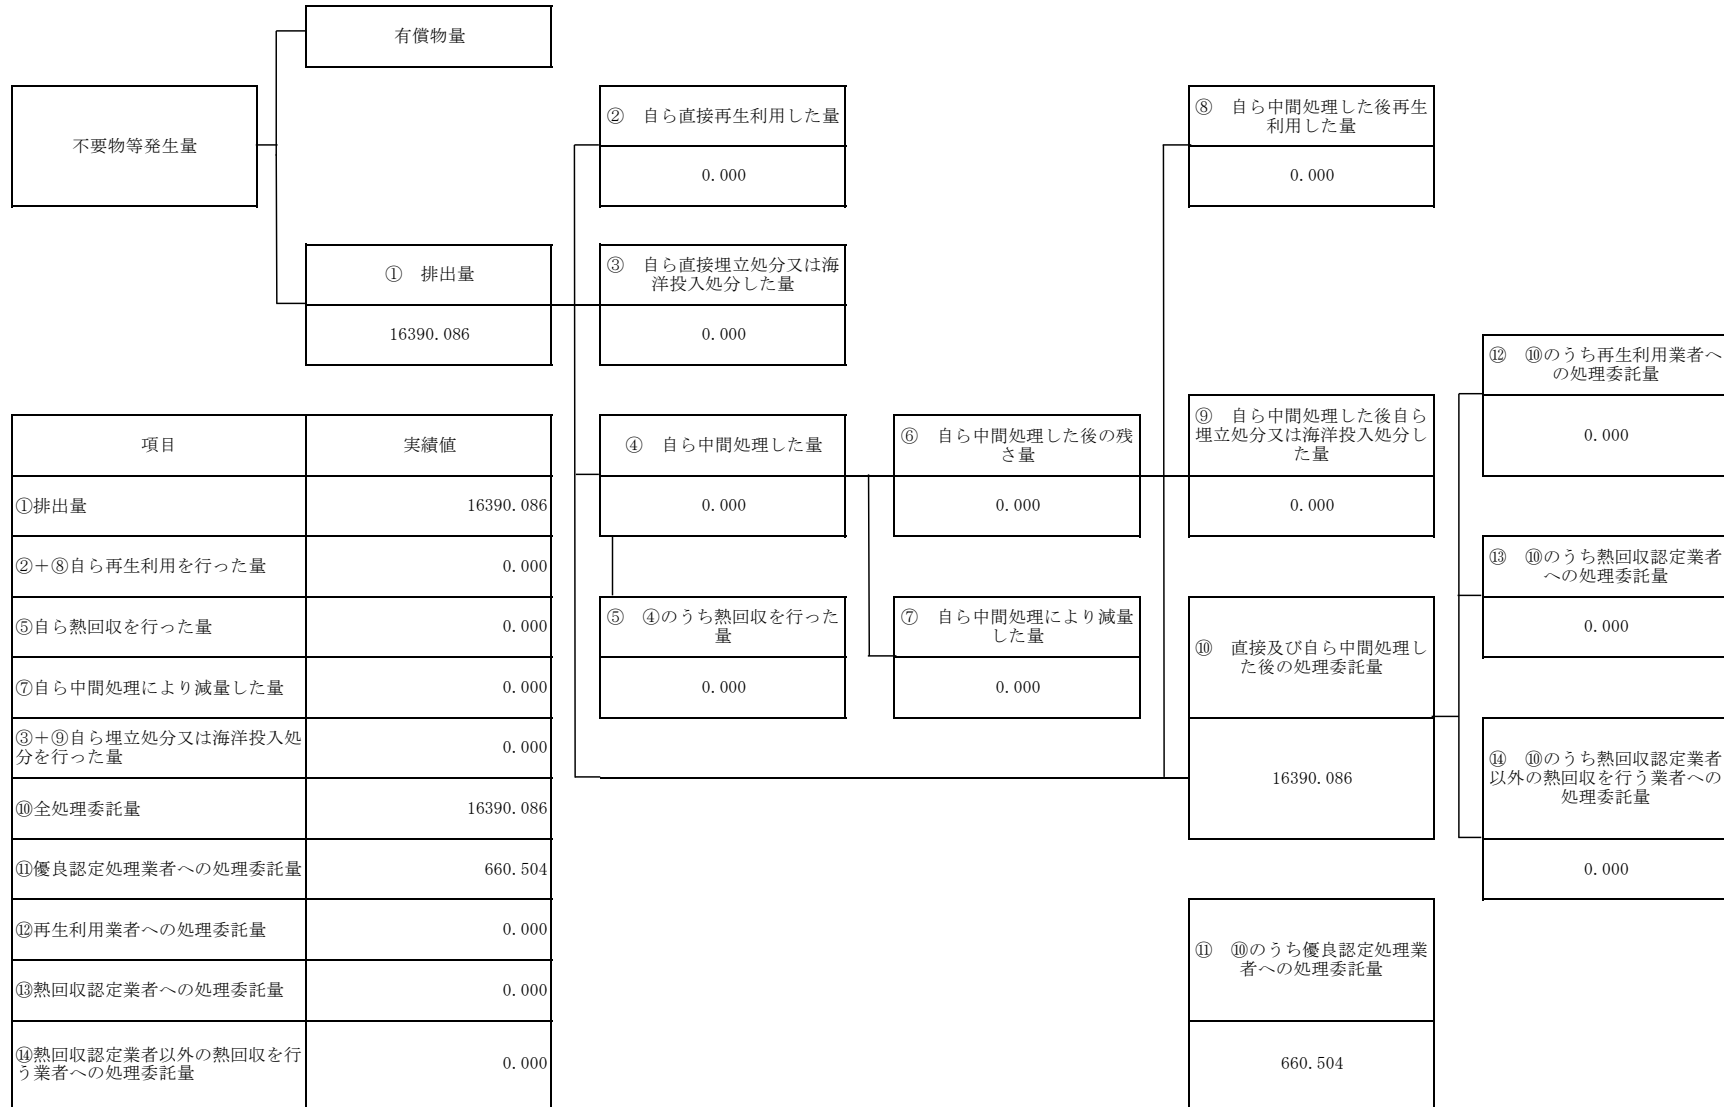 有償物量
不要物等発生量
② 自ら直接再生利用した量
0.000
⑧ 自ら中間処理した後再生
利用した量
0.000
① 排出量
16390.086
③ 自ら直接埋立処分又は海
洋投入処分した量
0.000
④ 自ら中間処理した量
0.000
⑥ 自ら中間処理した後の残
さ量
0.000
⑨ 自ら中間処理した後自ら
埋立処分又は海洋投入処分し
た量
0.000
⑫ ⑩のうち再生利用業者へ
の処理委託量
0.000
⑤ ④のうち熱回収を行った
量
0.000
⑦ 自ら中間処理により減量
した量
0.000
⑩ 直接及び自ら中間処理し
た後の処理委託量
16390.086
⑬ ⑩のうち熱回収認定業者
への処理委託量
0.000
⑭ ⑩のうち熱回収認定業者
以外の熱回収を行う業者への
処理委託量
0.000
⑪ ⑩のうち優良認定処理業
者への処理委託量
660.504
項目 実績値
①排出量 16390.086
②+⑧自ら再生利用を行った量 0.000
⑤自ら熱回収を行った量 0.000
⑦自ら中間処理により減量した量 0.000
③+⑨自ら埋立処分又は海洋投入処
分を行った量 0.000
⑩全処理委託量 16390.086
⑪優良認定処理業者への処理委託量 660.504
⑫再生利用業者への処理委託量 0.000
⑬熱回収認定業者への処理委託量 0.000
⑭熱回収認定業者以外の熱回収を行
う業者への処理委託量 0.000